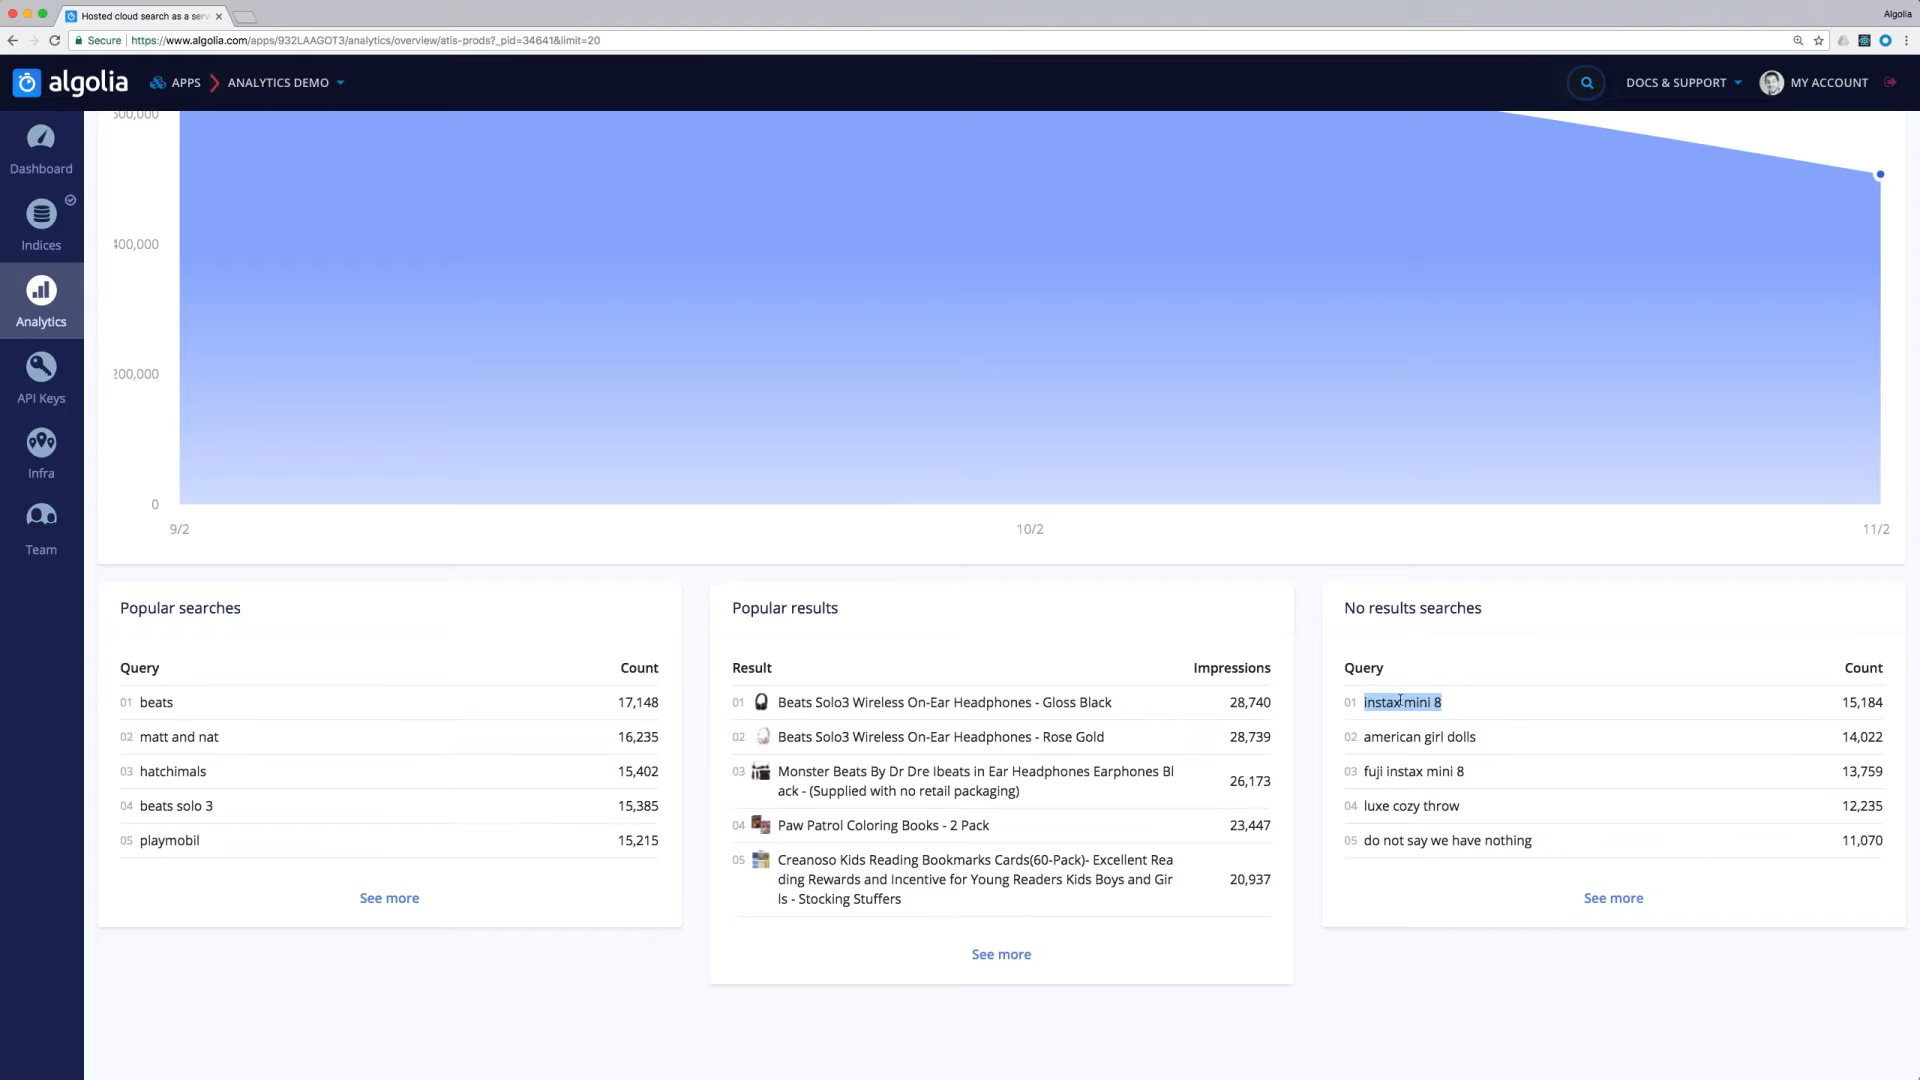 Hosted cloud search as a serv
Algolia
Secure
https://www.algolia.com/apps/932LAAGOT3/analytics/overview/atis-prods?_pid=34641&limit=20
algolia
APPS
ANALYTICS DEMO
DOCS & SUPPORT
MY ACCOUNT
Dashboard
Indices
Analytics
API Keys
Infra
Team
600,000
400,000
200,000
0
9/2
10/2
11/2
Popular searches
Query Count
01 beats 17,148
02 matt and nat 16,235
03 hatchimals 15,402
04 beats solo 3 15,385
05 playmobil 15,215
See more
Popular results
Result Impressions
01 Beats Solo3 Wireless On-Ear Headphones - Gloss Black 28,740
02 Beats Solo3 Wireless On-Ear Headphones - Rose Gold 28,739
03 Monster Beats By Dr Dre Ibeats in Ear Headphones Earphones Bl
ack - (Supplied with no retail packaging) 26,173
04 Paw Patrol Coloring Books - 2 Pack 23,447
05 Creanoso Kids Reading Bookmarks Cards(60-Pack)- Excellent Rea
ding Rewards and Incentive for Young Readers Kids Boys and Gir 20,937
ls - Stocking Stuffers
See more
No results searches
Query Count
01 instax mini 8 15,184
02 american girl dolls 14,022
03 fuji instax mini 8 13,759
04 luxe cozy throw 12,235
05 do not say we have nothing 11,070
See more